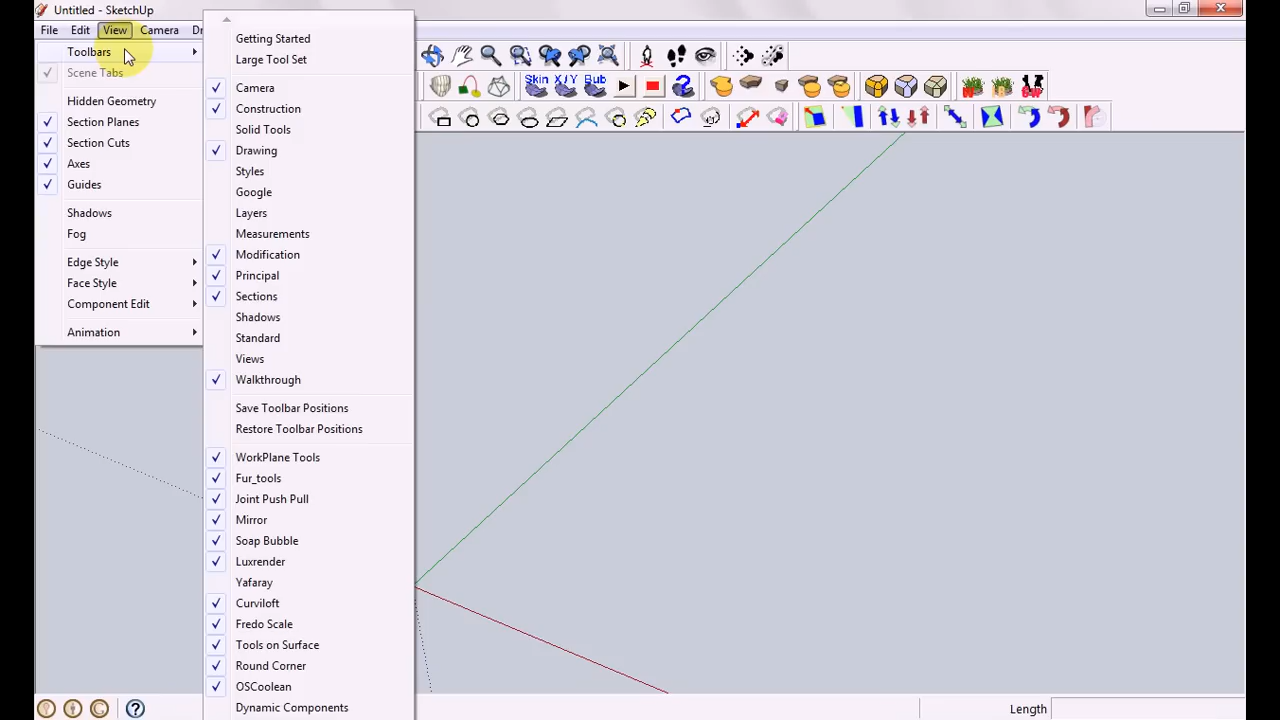 Untitled - SketchUp
File Edit View Camera Dr
Toolbars
Scene Tabs
Hidden Geometry
Section Planes
Section Cuts
Axes
Guides
Shadows
Fog
Edge Style
Face Style
Component Edit
Animation
Getting Started
Large Tool Set
Camera
Construction
Solid Tools
Drawing
Styles
Google
Layers
Measurements
Modification
Principal
Sections
Shadows
Standard
Views
Walkthrough
Save Toolbar Positions
Restore Toolbar Positions
WorkPlane Tools
Fur_tools
Joint Push Pull
Mirror
Soap Bubble
Luxrender
Yafaray
Curviloft
Fredo Scale
Tools on Surface
Round Corner
OSCoolean
Dynamic Components
Skin X/Y Bub
Length